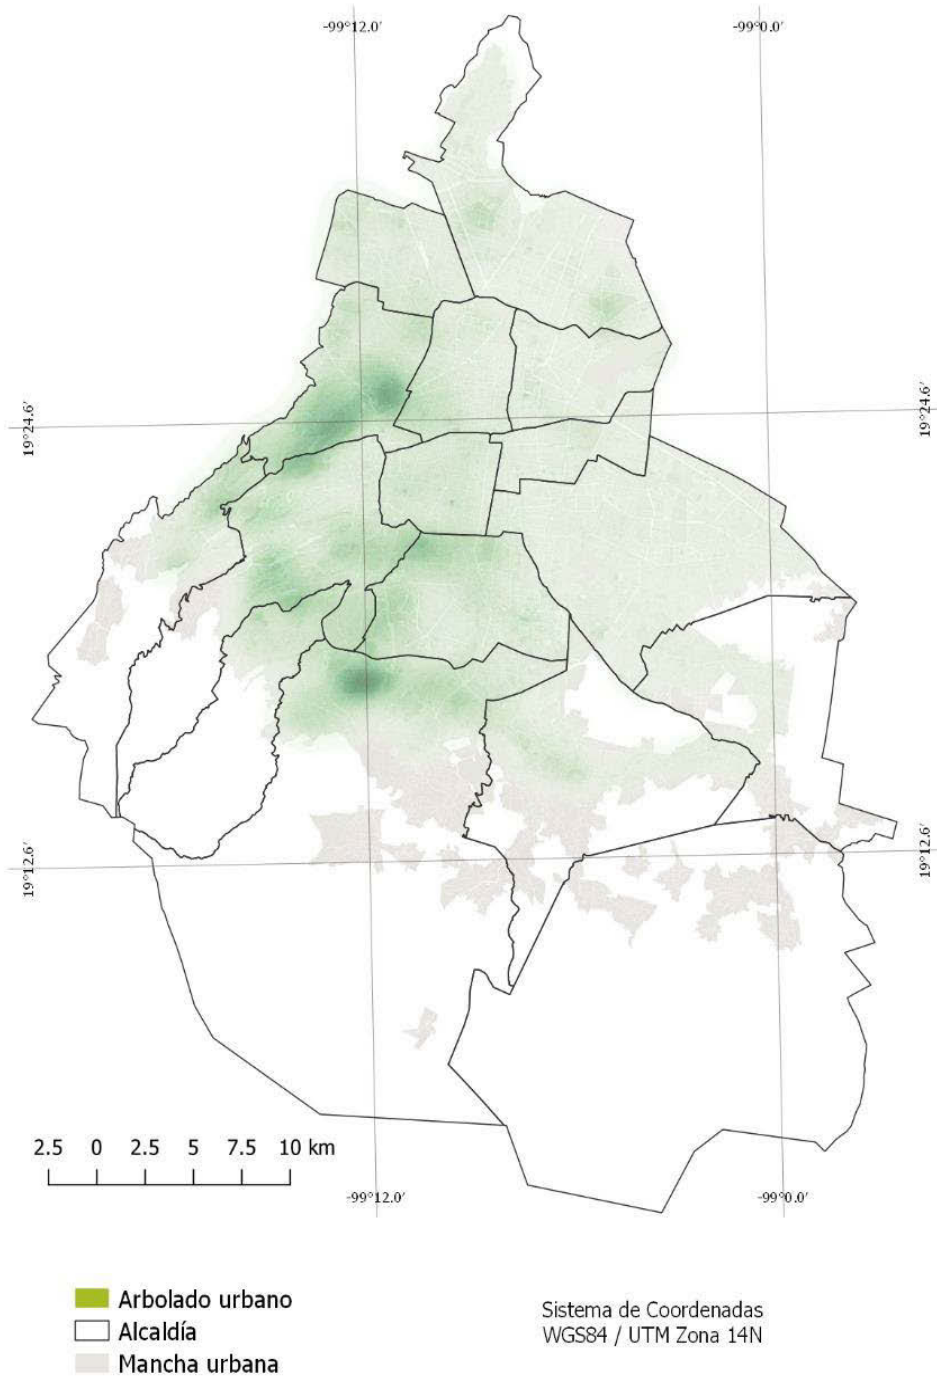 -99°12.0′
-99°0.0′
19°24.6′
19°24.6′
19°12.6′
19°12.6′
2.5 0 2.5 5 7.5 10 km
-99°12.0′
-99°0.0′
Arbolado urbano
Alcaldía
Mancha urbana
Sistema de Coordenadas
WGS84 / UTM Zona 14N